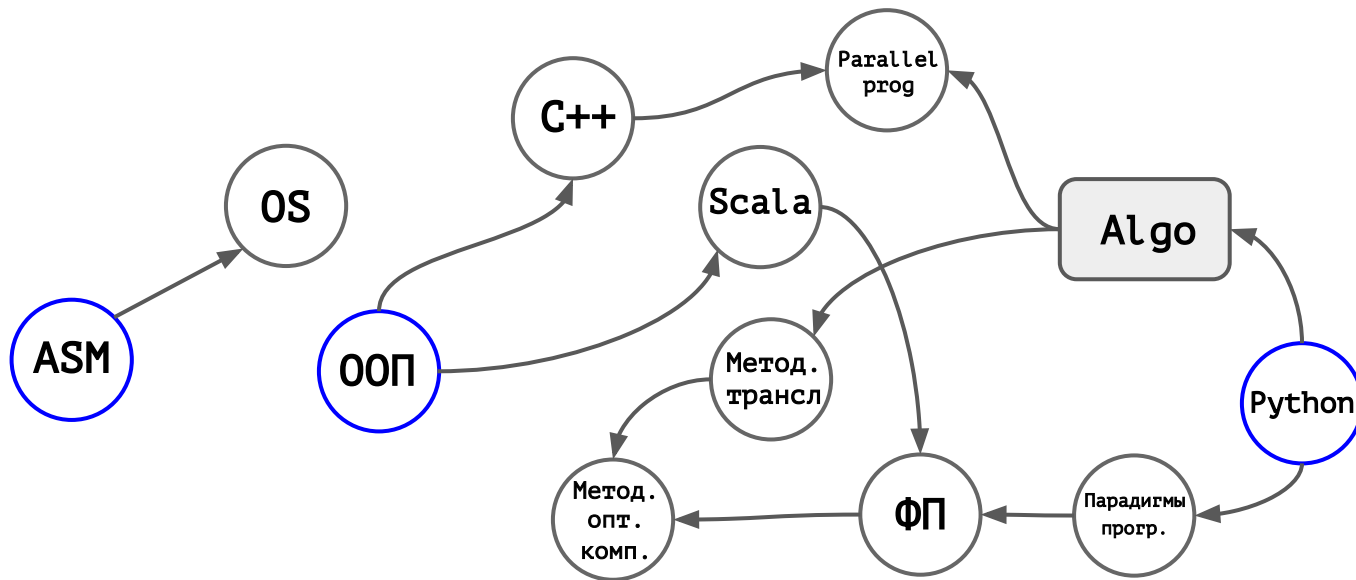 Parallel
prog
C++
Scala
OS
Algo
ASM
ООП
Метод.
трансл
Python
Метод.
опт.
комп.
ФП
Парадигмы
прогр.